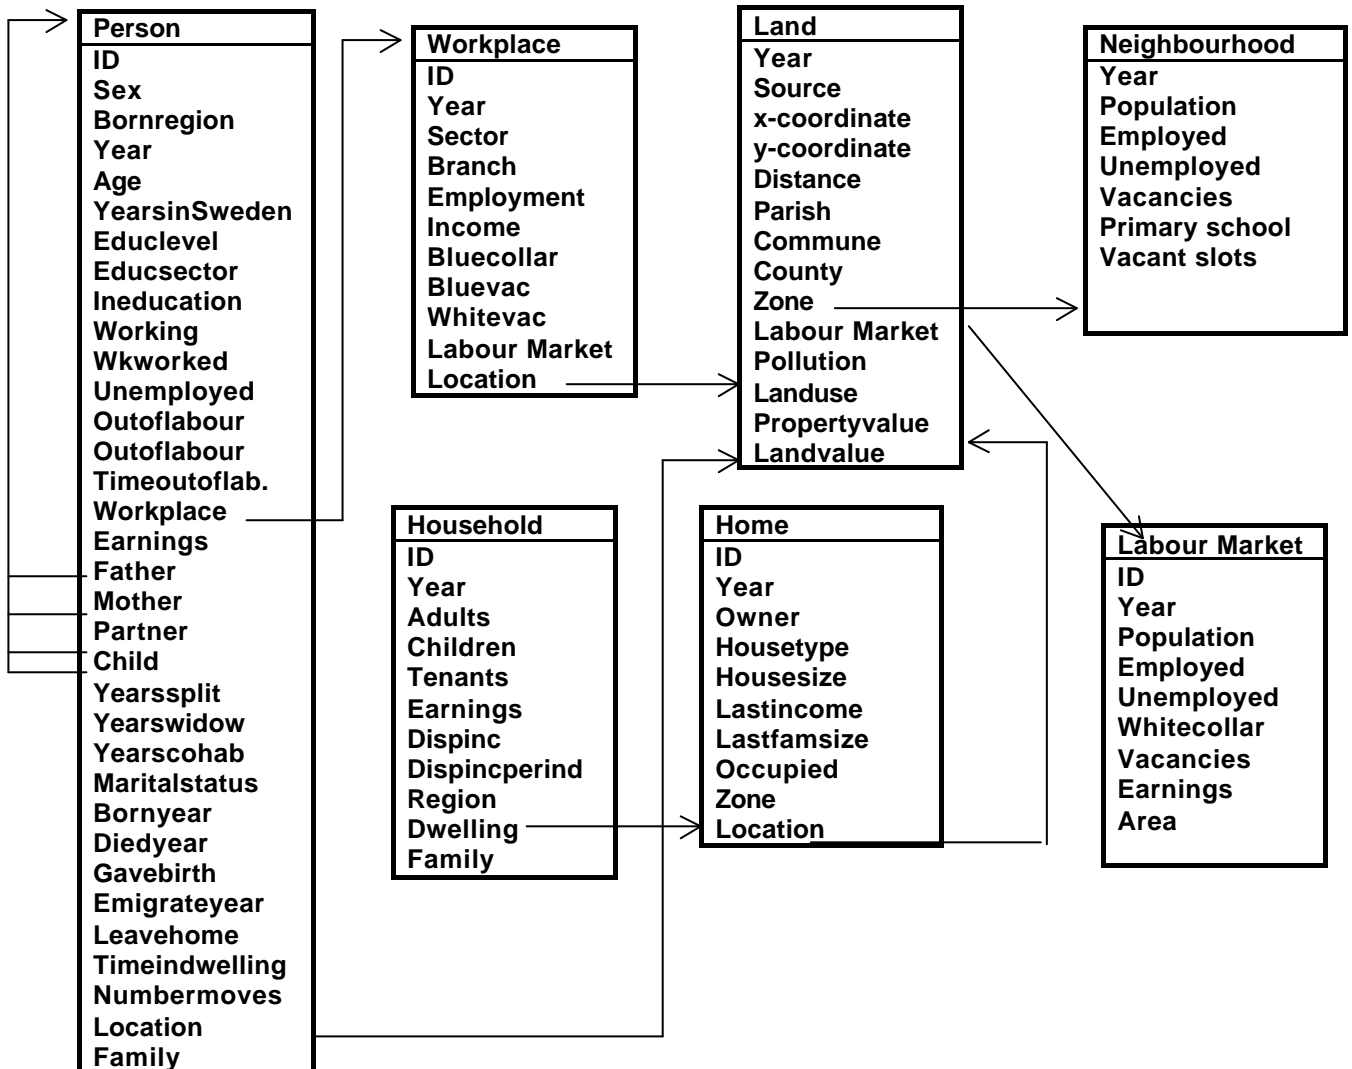 Person
ID
Sex
Bornregion
Year
Age
YearsinSweden
Educlevel
Educsector
Ineducation
Working
Wkworked
Unemployed
Outoflabour
Outoflabour
Timeoutoflab.
Workplace
Earnings
Father
Mother
Partner
Child
Yearssplit
Yearswidow
Yearscohab
Maritalstatus
Bornyear
Diedyear
Gavebirth
Emigrateyear
Leavehome
Timeindwelling
Numbermoves
Location
Family
Workplace
ID
Year
Sector
Branch
Employment
Income
Bluecollar
Bluevac
Whitevac
Labour Market
Location
Land
Year
Source
x-coordinate
y-coordinate
Distance
Parish
Commune
County
Zone
Labour Market
Pollution
Landuse
Propertyvalue
Landvalue
Neighbourhood
Year
Population
Employed
Unemployed
Vacancies
Primary school
Vacant slots
Household
ID
Year
Adults
Children
Tenants
Earnings
Dispinc
Dispincperind
Region
Dwelling
Family
Home
ID
Year
Owner
Housetype
Housesize
Lastincome
Lastfamsize
Occupied
Zone
Location
Labour Market
ID
Year
Population
Employed
Unemployed
Whitecollar
Vacancies
Earnings
Area